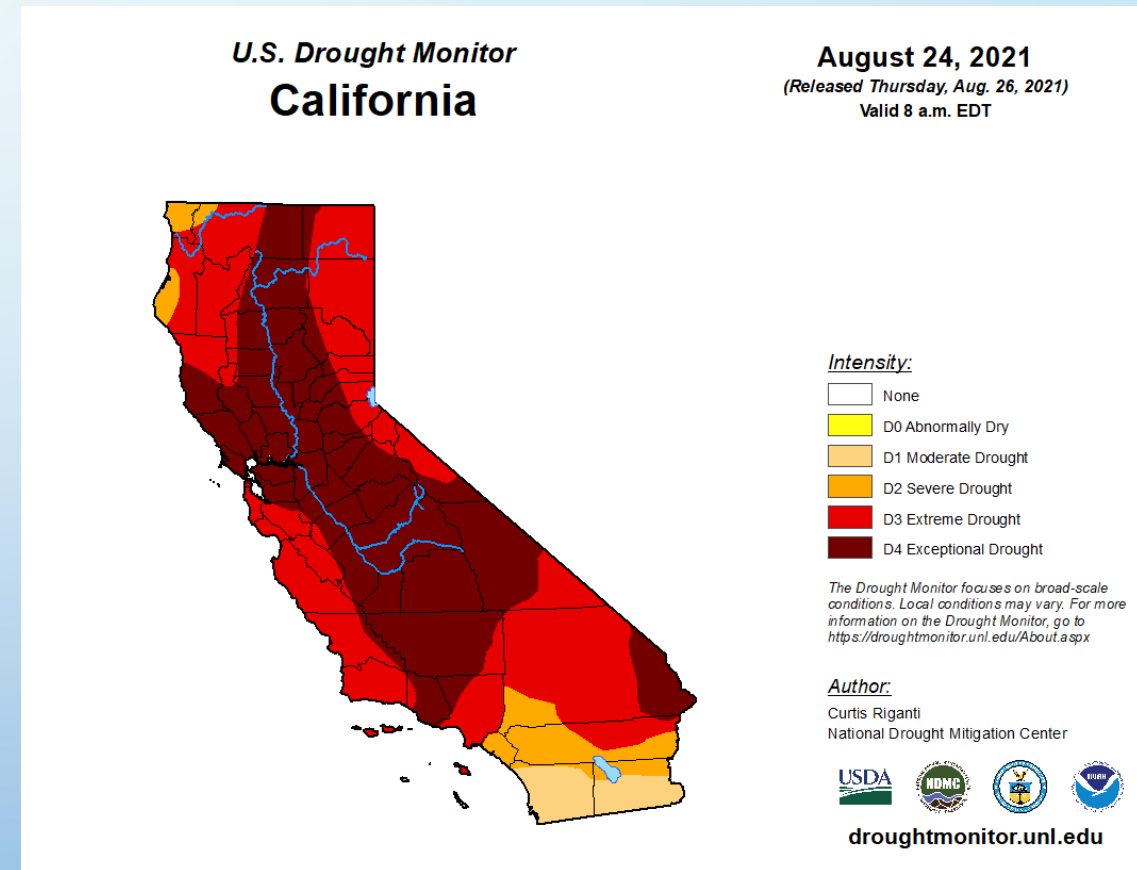 U.S. Drought Monitor
California
August 24, 2021
(Released Thursday, Aug. 26, 2021)
Valid 8 a.m. EDT
Intensity:
None
D0 Abnormally Dry
D1 Moderate Drought
D2 Severe Drought
D3 Extreme Drought
D4 Exceptional Drought
The Drought Monitor focuses on broad-scale
conditions. Local conditions may vary. For more
information on the Drought Monitor, go to
https://droughtmonitor.unl.edu/About.aspx
Author:
Curtis Riganti
National Drought Mitigation Center
USDA
NDMC
NOAA
droughtmonitor.unl.edu